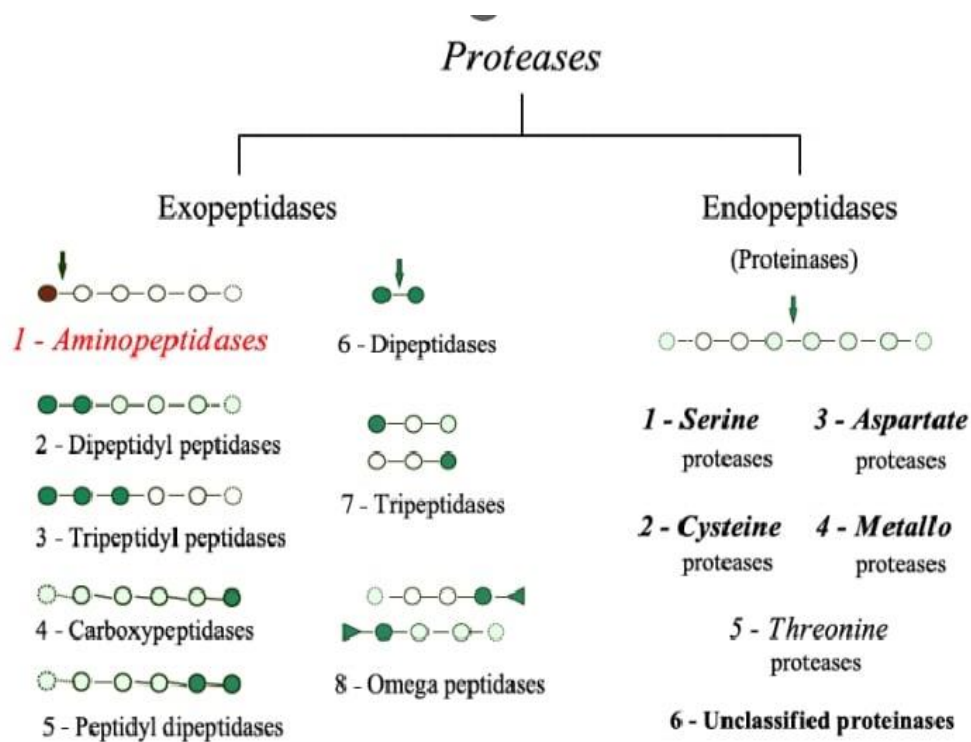 Proteases
Exopeptidases
1 - Aminopeptidases
2 - Dipeptidyl peptidases
3 - Tripeptidyl peptidases
4 - Carboxypeptidases
5 - Peptidyl dipeptidases
6 - Dipeptidases
7 - Tripeptidases
8 - Omega peptidases
Endopeptidases
(Proteinases)
1 - Serine
proteases
2 - Cysteine
proteases
3 - Aspartate
proteases
4 - Metallo
proteases
5 - Threonine
proteases
6 - Unclassified proteinases